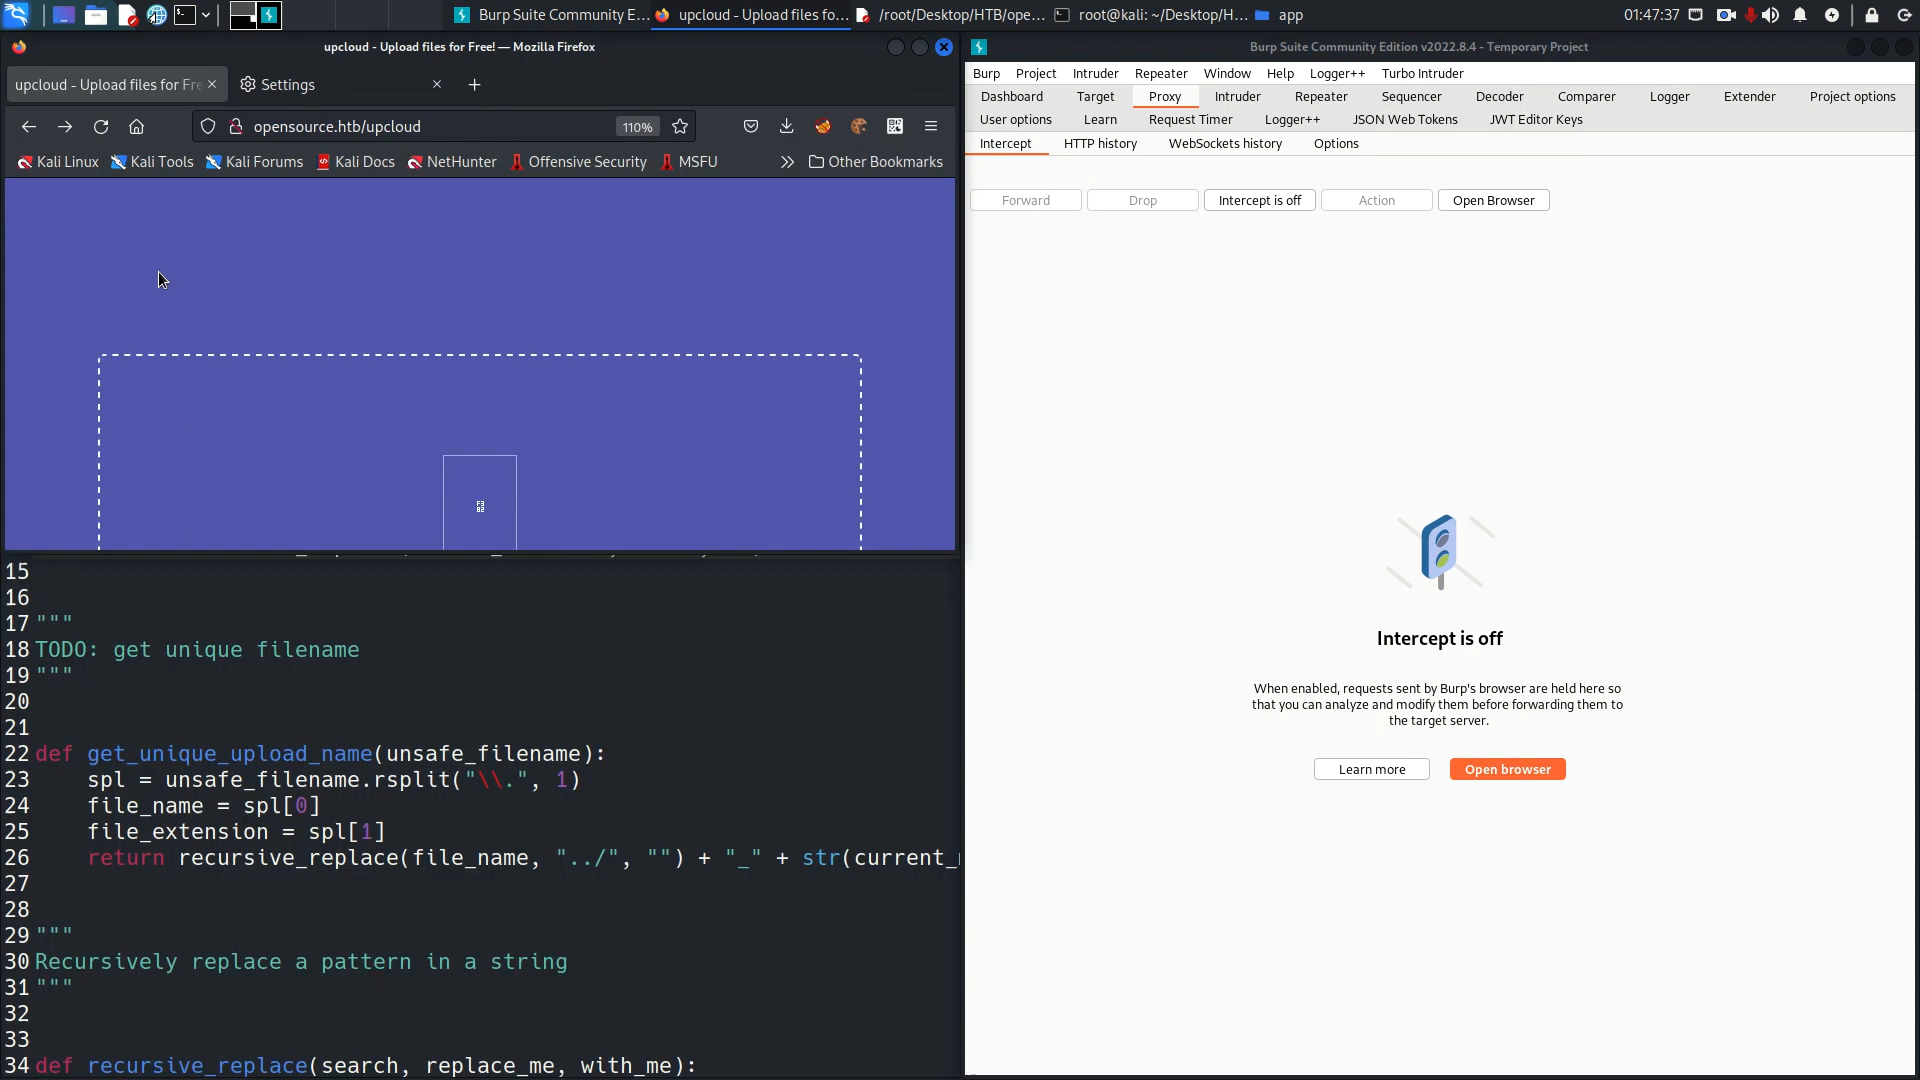 Burp Suite Community E...
upcloud - Upload files fo...
/root/Desktop/HTB/ope...
root@kali: ~/Desktop/H...
app
01:47:37
upcloud - Upload files for Free! — Mozilla Firefox
upcloud - Upload files for Fre
Settings
opensource.htb/upcloud
110%
Kali Linux
Kali Tools
Kali Forums
Kali Docs
NetHunter
Offensive Security
MSFU
Other Bookmarks
15
16
17 """
18 TODO: get unique filename
19 """
20
21
22 def get_unique_upload_name(unsafe_filename):
23     spl = unsafe_filename.rsplit("\\.", 1)
24     file_name = spl[0]
25     file_extension = spl[1]
26     return recursive_replace(file_name, "../", "") + "_" + str(current_
27
28
29 """
30 Recursively replace a pattern in a string
31 """
32
33
34 def recursive_replace(search, replace_me, with_me):
Burp Suite Community Edition v2022.8.4 - Temporary Project
Burp Project Intruder Repeater Window Help Logger++ Turbo Intruder
Dashboard Target Proxy Intruder Repeater Sequencer Decoder Comparer Logger Extender Project options
User options Learn Request Timer Logger++ JSON Web Tokens JWT Editor Keys
Intercept HTTP history WebSockets history Options
Forward Drop Intercept is off Action Open Browser
Intercept is off
When enabled, requests sent by Burp's browser are held here so
that you can analyze and modify them before forwarding them to
the target server.
Learn more Open browser